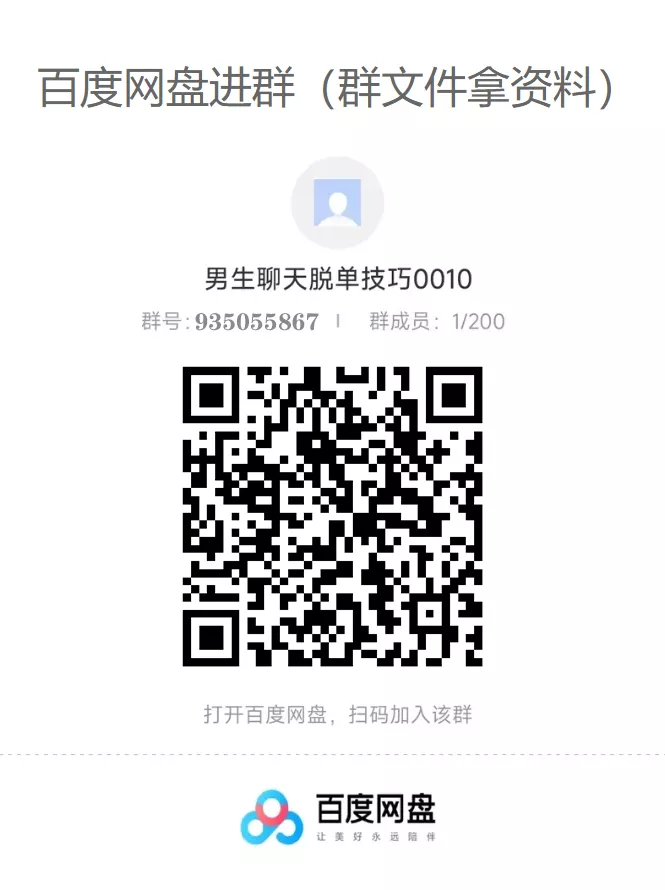 百度网盘进群（群文件拿资料）
男生聊天脱单技巧0010
群号: 935055867 | 群成员：1/200
打开百度网盘，扫码加入该群
百度网盘
让美好永远陪伴